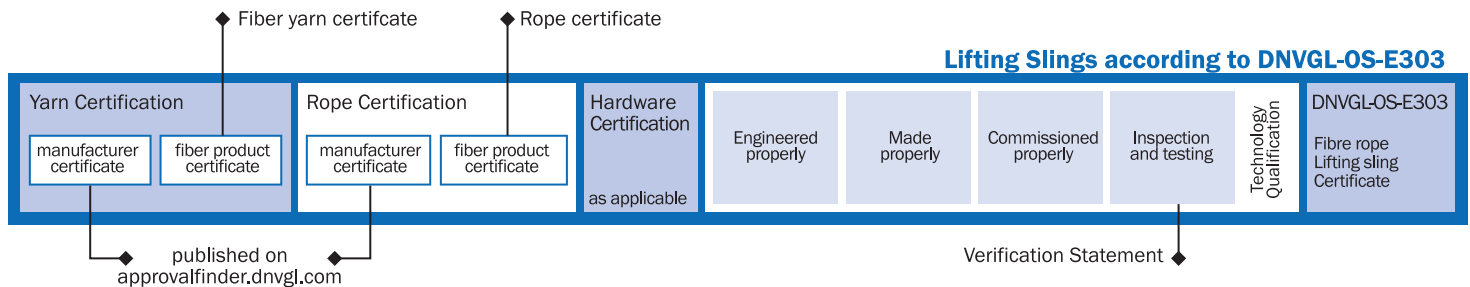 Fiber yarn certifcate
Rope certificate
Lifting Slings according to DNVGL-OS-E303
Yarn Certification
manufacturer
certificate
fiber product
certificate
Rope Certification
manufacturer
certificate
fiber product
certificate
Hardware
Certification
as applicable
Engineered
properly
Made
properly
Commissioned
properly
Inspection
and testing
Technology
Qualification
DNVGL-OS-E303
Fibre rope
Lifting sling
Certificate
published on
approvalfinder.dnvgl.com
Verification Statement